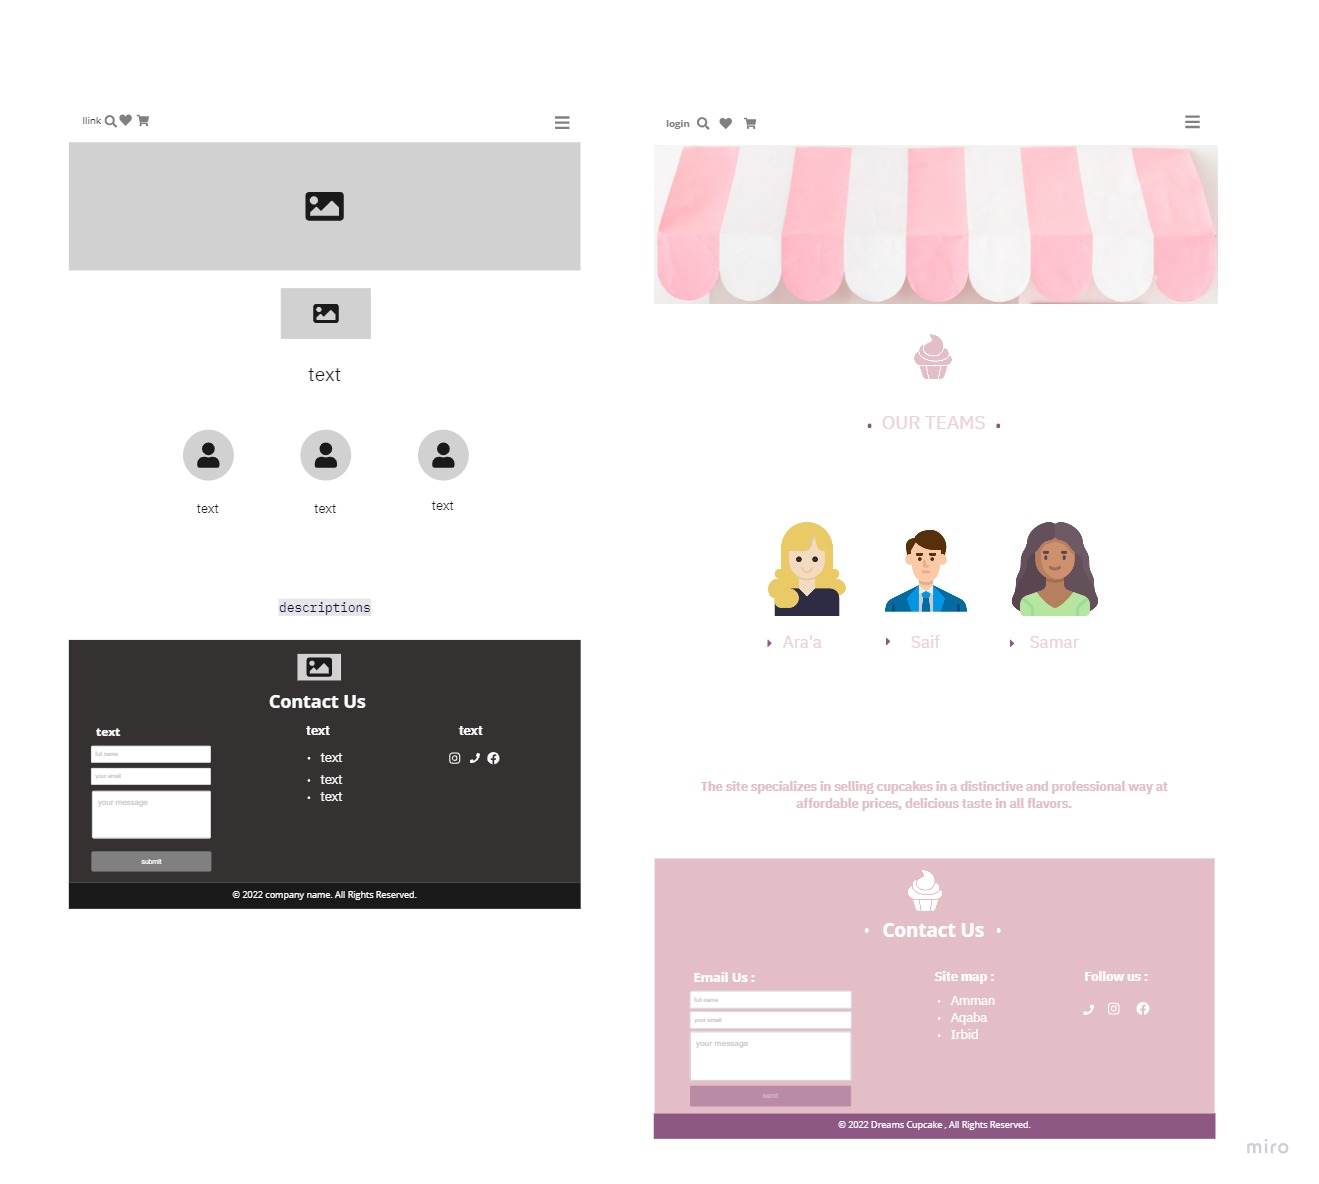 llink
text
text
text
text
descriptions
Contact Us
text
full name
your email
your message
submit
text
text
text
text
text
© 2022 company name. All Rights Reserved.
login
OUR TEAMS
Ara'a
Saif
Samar
The site specializes in selling cupcakes in a distinctive and professional way at
affordable prices, delicious taste in all flavors.
Contact Us
Email Us :
full name
your email
your message
send
Site map :
Amman
Aqaba
Irbid
Follow us :
© 2022 Dreams Cupcake , All Rights Reserved.
miro